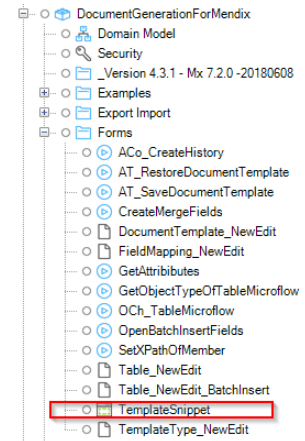 DocumentGenerationForMendix
Domain Model
Security
_Version 4.3.1 - Mx 7.2.0 -20180608
Examples
Export Import
Forms
ACo_CreateHistory
AT_RestoreDocumentTemplate
AT_SaveDocumentTemplate
CreateMergeFields
DocumentTemplate_NewEdit
FieldMapping_NewEdit
GetAttribibutes
GetObjectTypeOfTableMicroflow
OCh_TableMicroflow
OpenBatchInsertFields
SetXPathOfMember
Table_NewEdit
Table_NewEdit_BatchInsert
TemplateSnippet
TemplateType_NewEdit